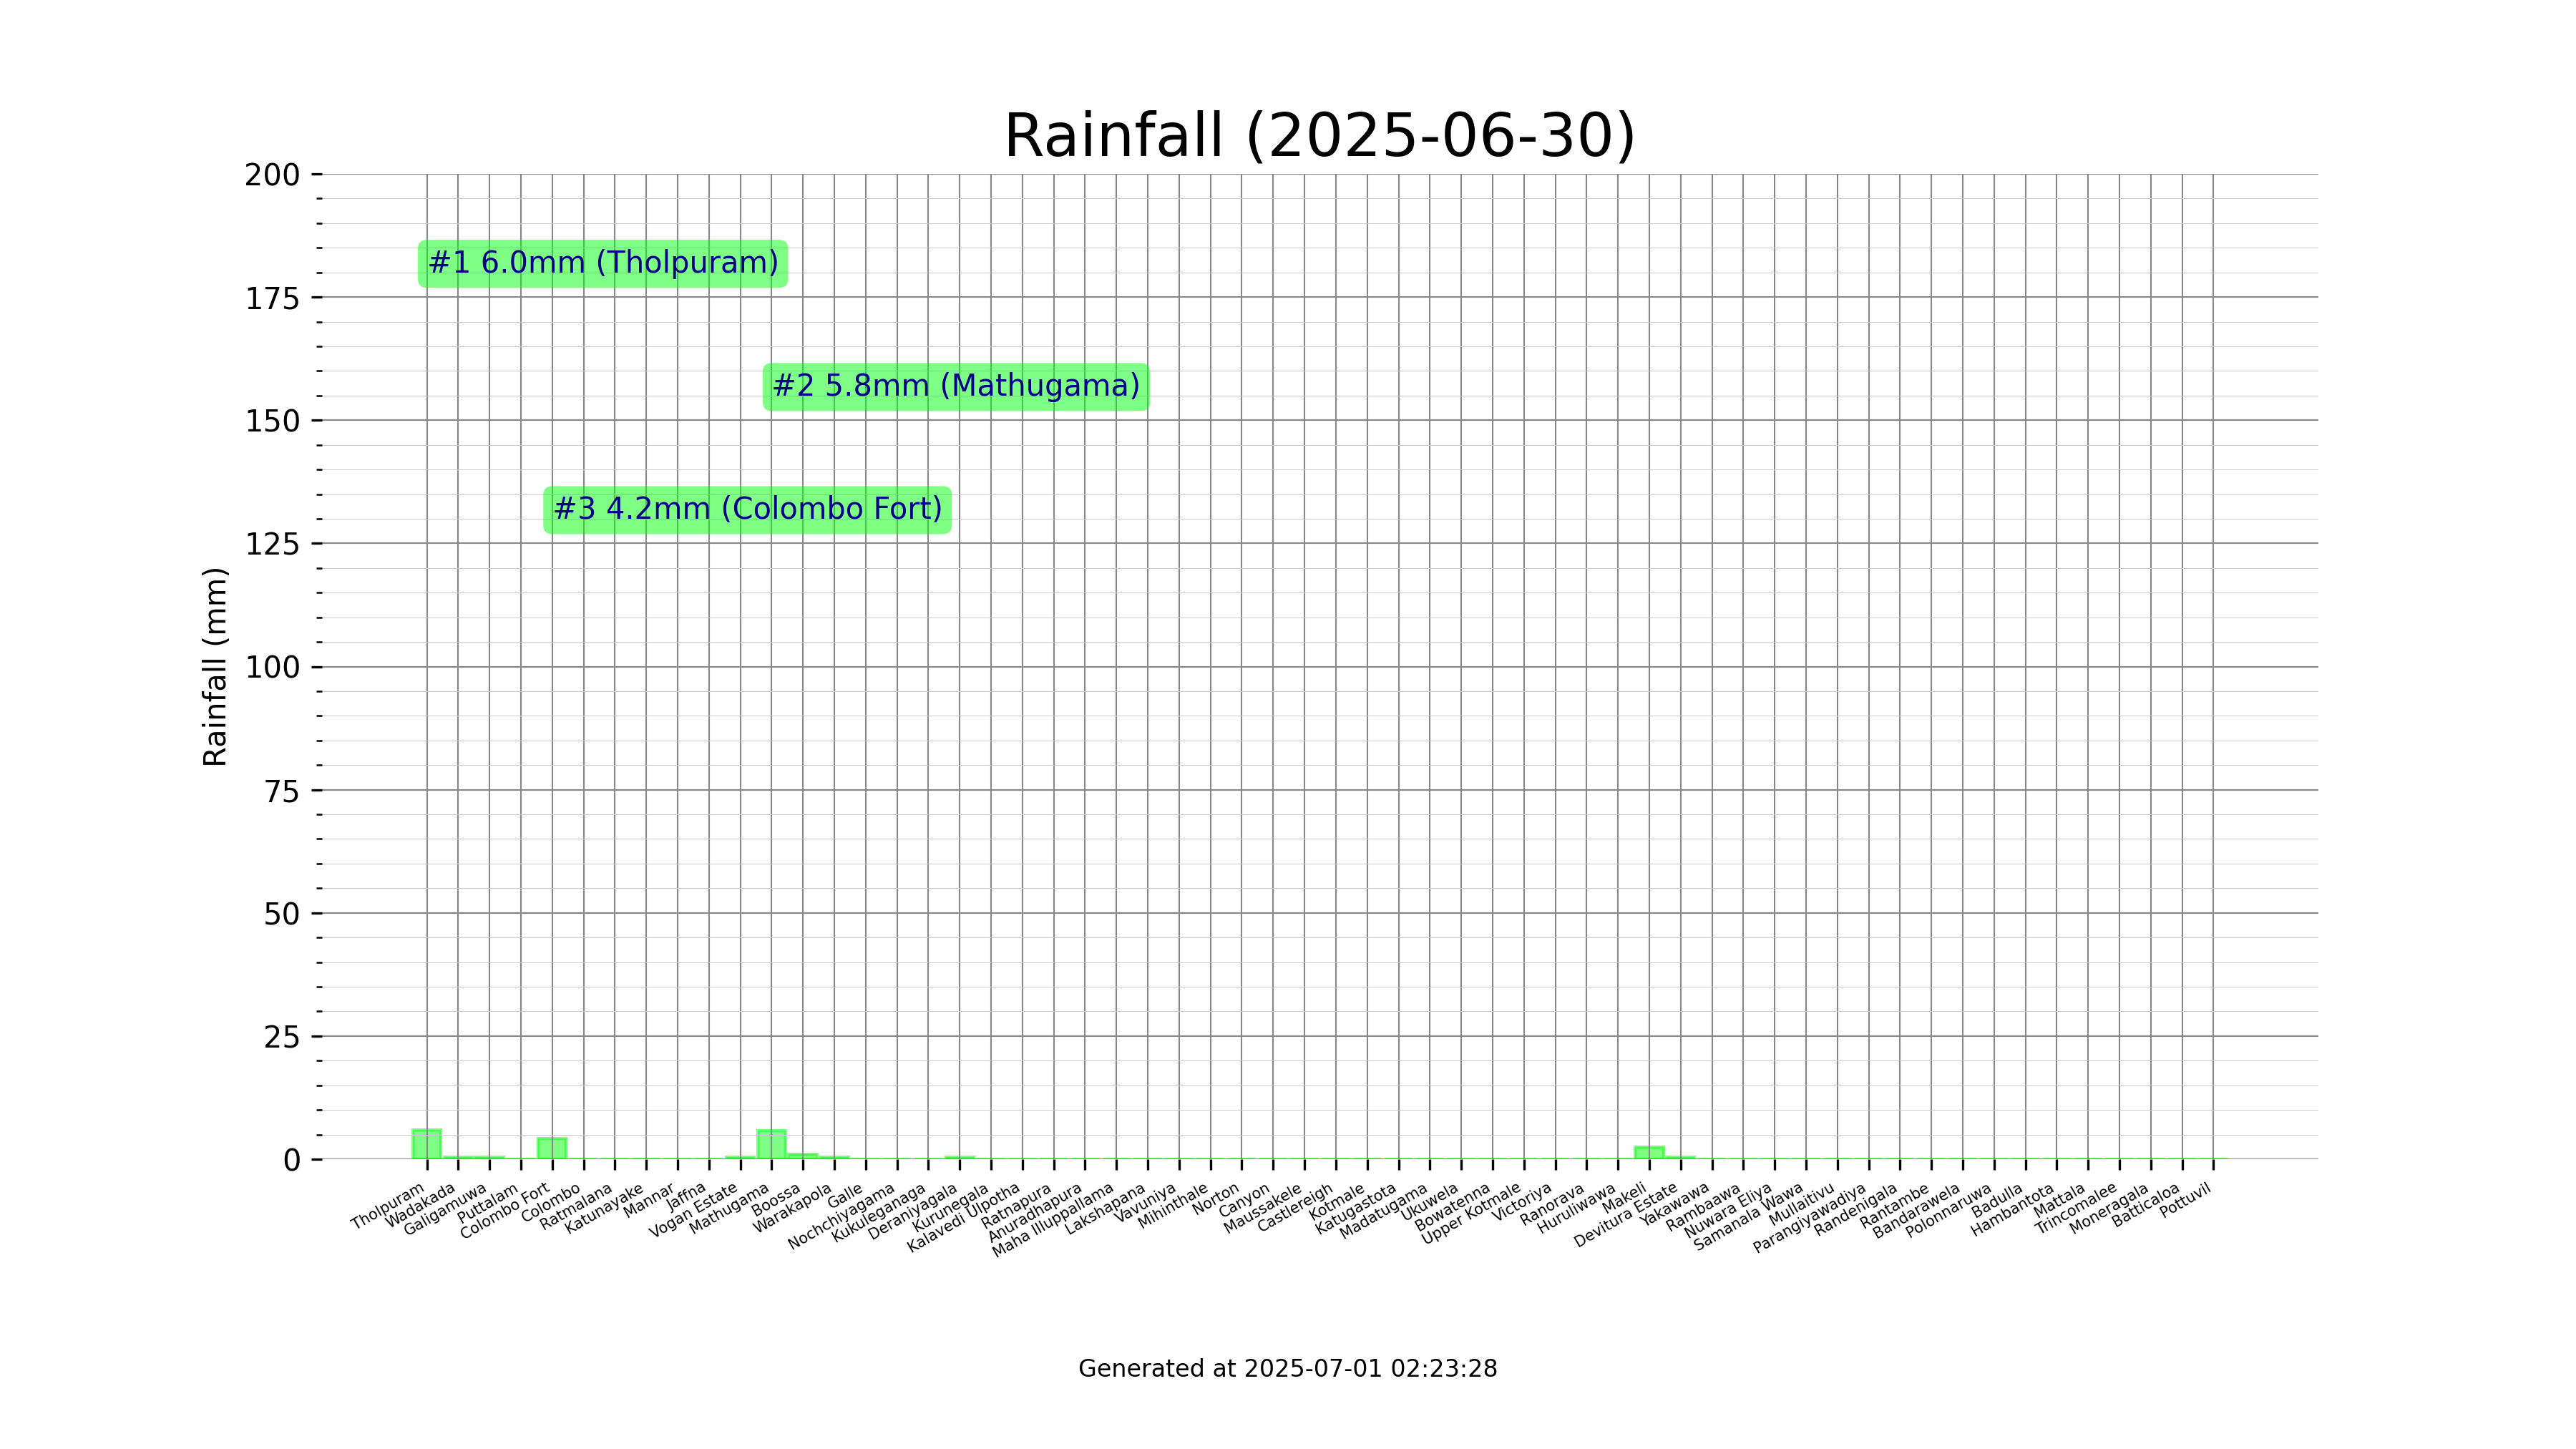 Rainfall (2025-06-30)
200
175
150
125
100
75
50
25
0
Rainfall (mm)
#1 6.0mm (Tholpuram)
#2 5.8mm (Mathugama)
#3 4.2mm (Colombo Fort)
Tholpuram
Wadakada
Galigamuwa
Puttalam
Colombo Fort
Colombo
Ratmalana
Katunayake
Mannar
Jaffna
Vogan Estate
Mathugama
Boossa
Warakapola
Galle
Nochchiyagama
Kukuleganaga
Deraniyagala
Kurunegala
Kalavedi Ulpotha
Ratnapura
Anuradhapura
Maha Illuppallama
Lakshapana
Vavuniya
Mihinthale
Norton
Canyon
Maussakele
Castlereigh
Kotmale
Katugastota
Madatugama
Ukuwela
Bowatenna
Upper Kotmale
Victoriya
Ranorava
Huruliwawa
Makeli
Devitura Estate
Yakawawa
Rambaawa
Nuwara Eliya
Samanala Wawa
Mullaitivu
Parangiyawadiya
Randenigala
Rantambe
Bandarawela
Polonnaruwa
Badulla
Hambantota
Mattala
Trincomalee
Moneragala
Batticaloa
Pottuvil
Generated at 2025-07-01 02:23:28